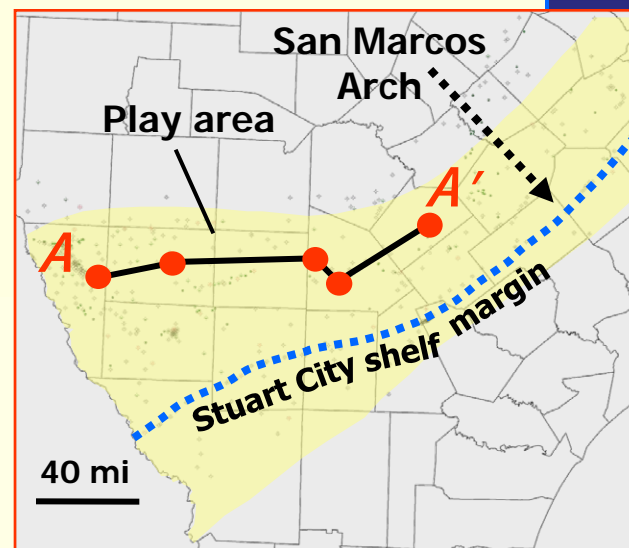 San Marcos
Arch
Play area
A
A′
Stuart City shelf margin
40 mi